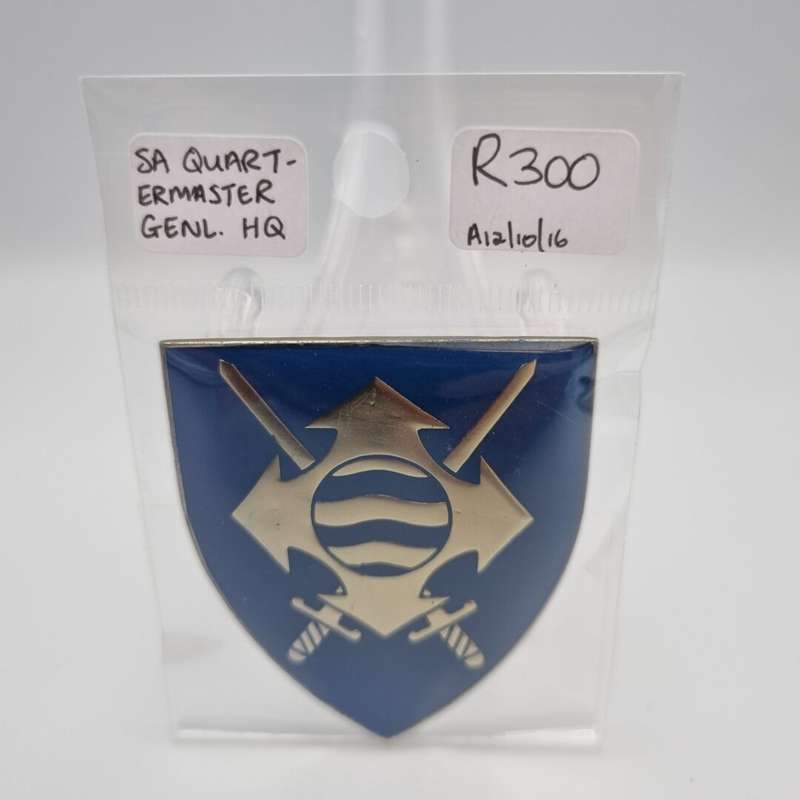 SA QUART-
ERMASTER
GENL. HQ
R300
A12/10/16